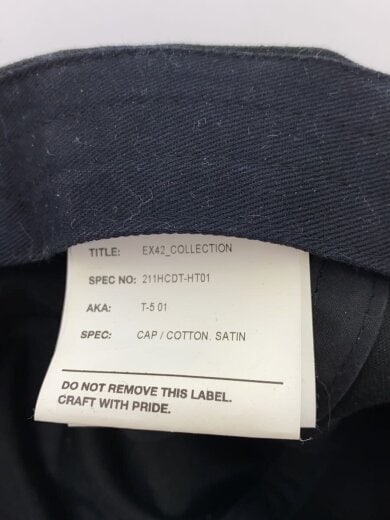 TITLE: EX42_COLLECTION
SPEC NO: 211HCDT-HT01
AKA: T-5 01
SPEC: CAP / COTTON. SATIN
DO NOT REMOVE THIS LABEL.
CRAFT WITH PRIDE.